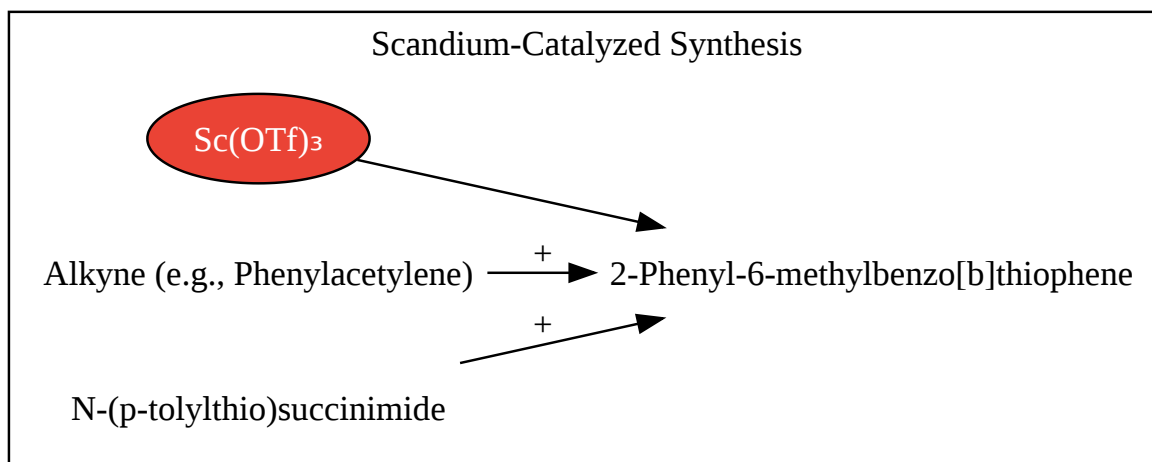 Scandium-Catalyzed Synthesis
Sc(OTf)₃
Alkyne (e.g., Phenylacetylene)
+
2-Phenyl-6-methylbenzo[b]thiophene
+
N-(p-tolylthio)succinimide